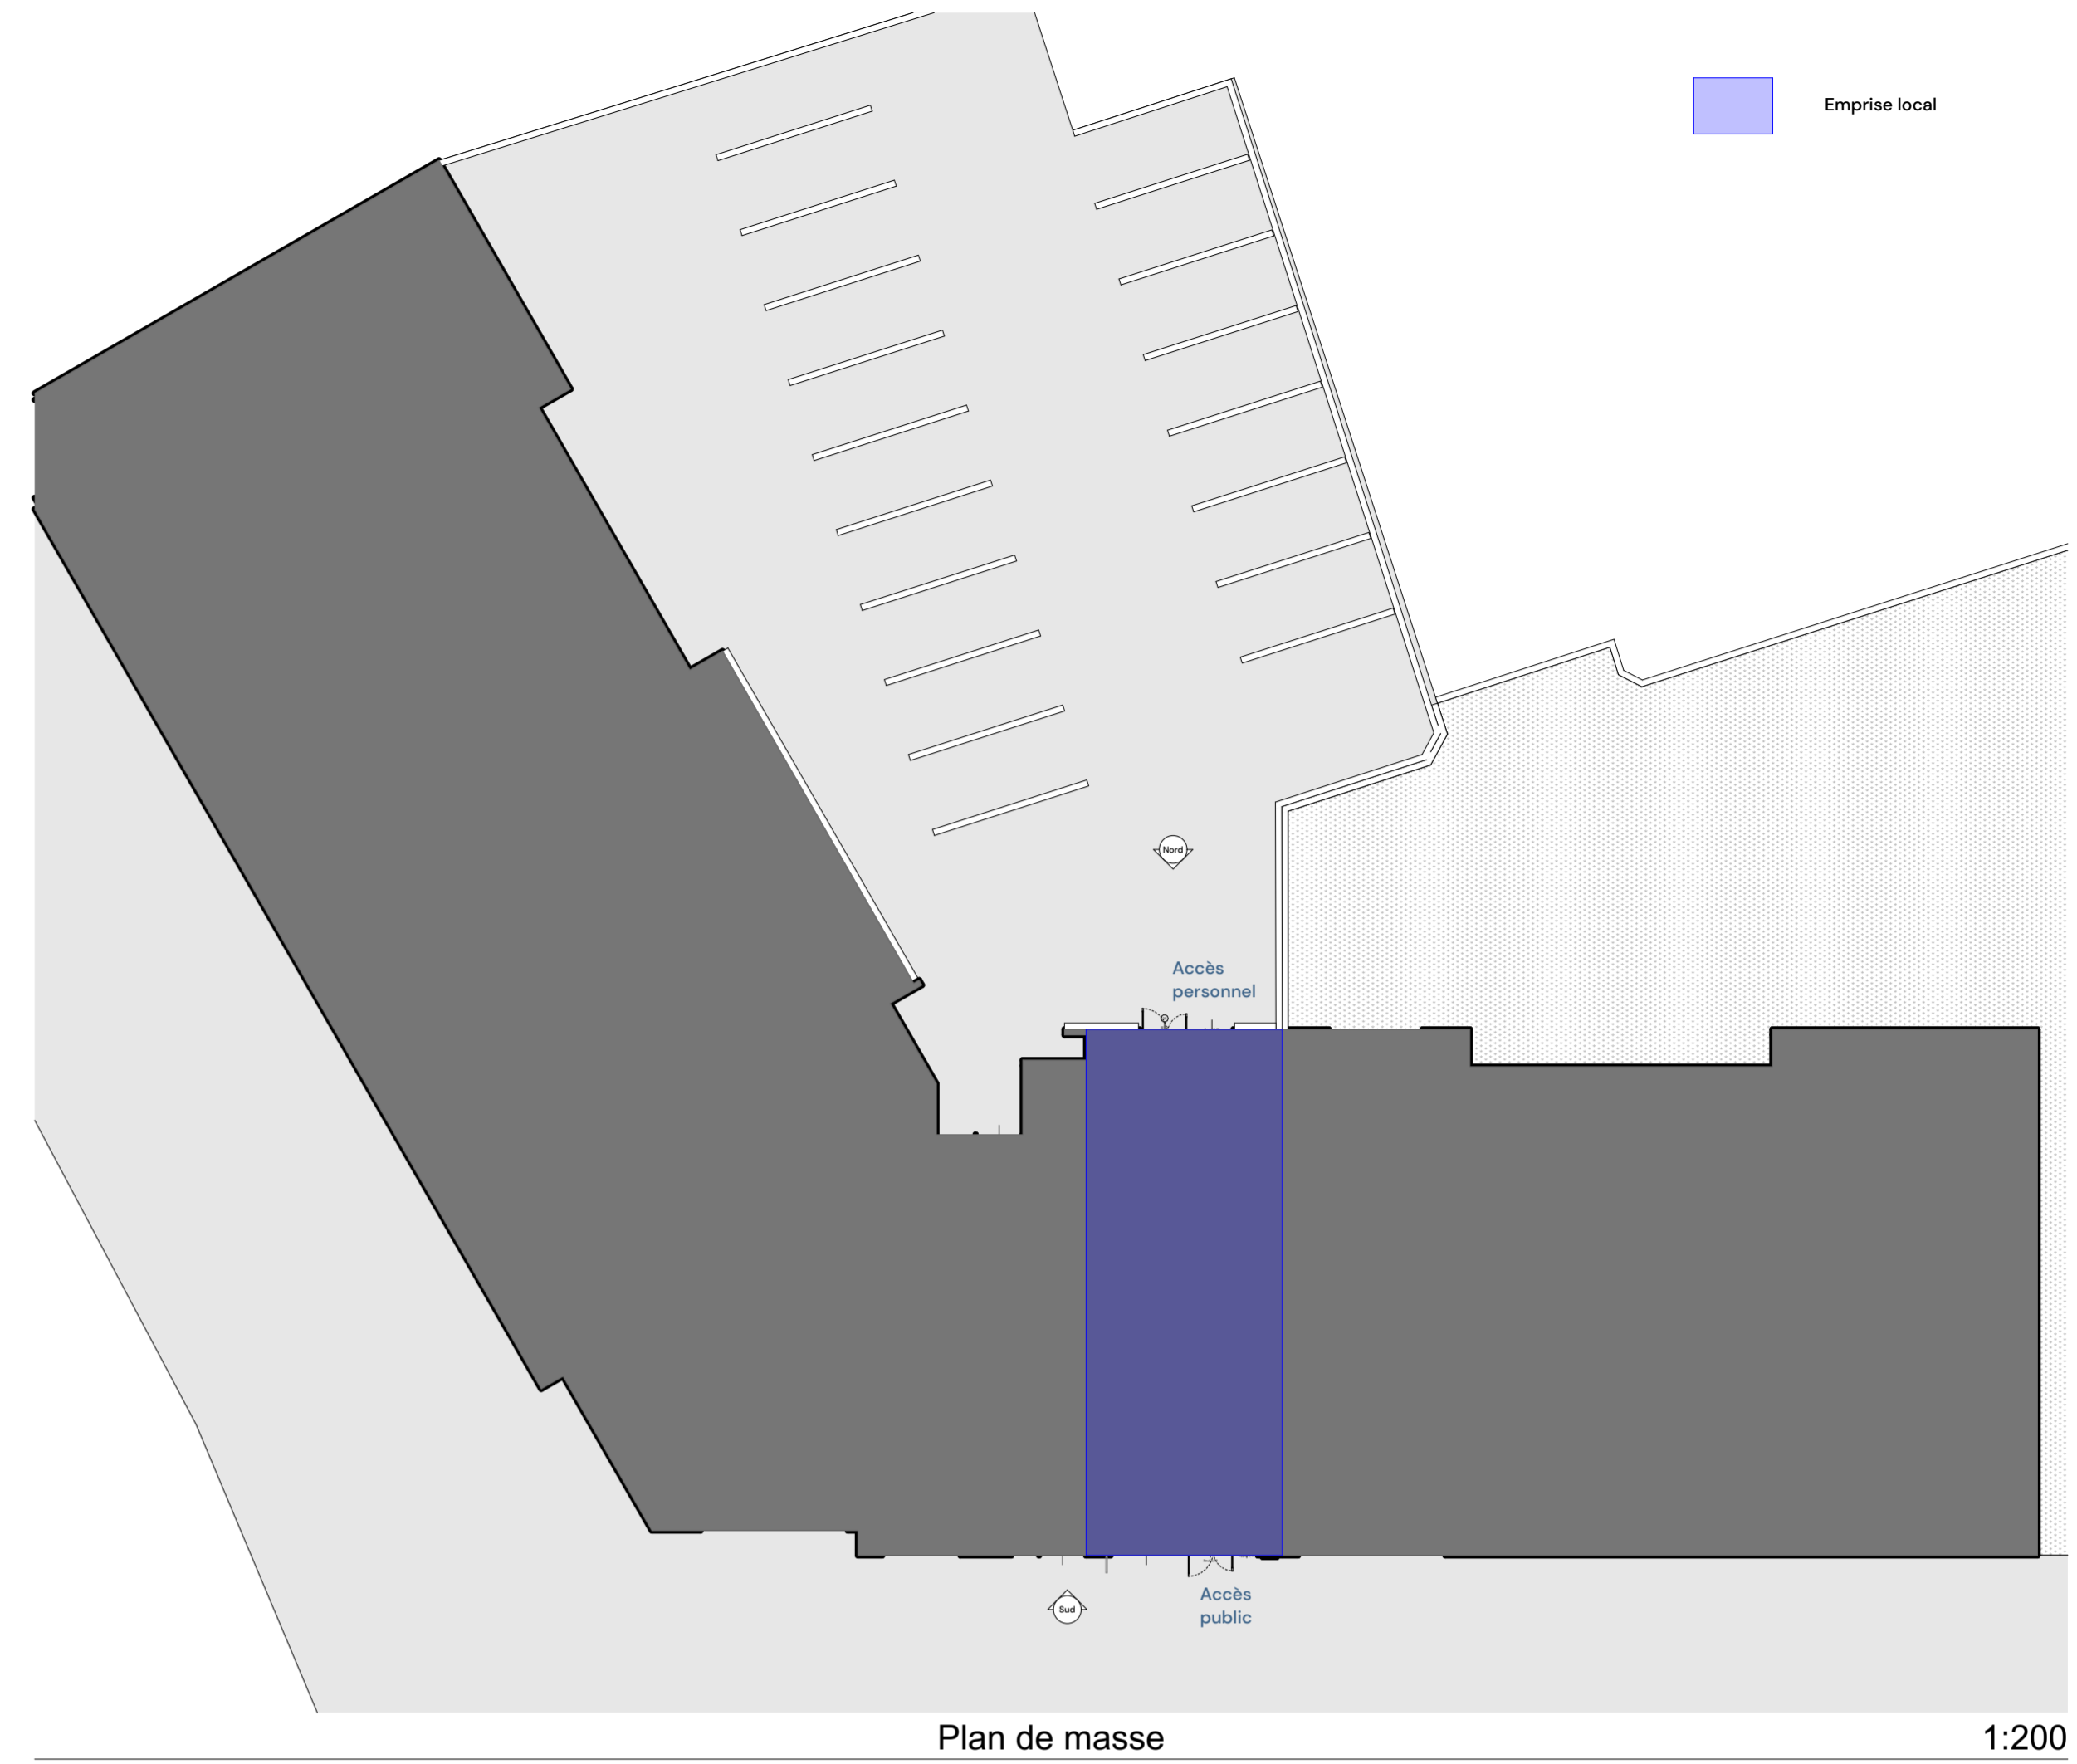 Emprise local
Nord
Accès
personnel
Sud
Accès
public
Plan de masse
1:200